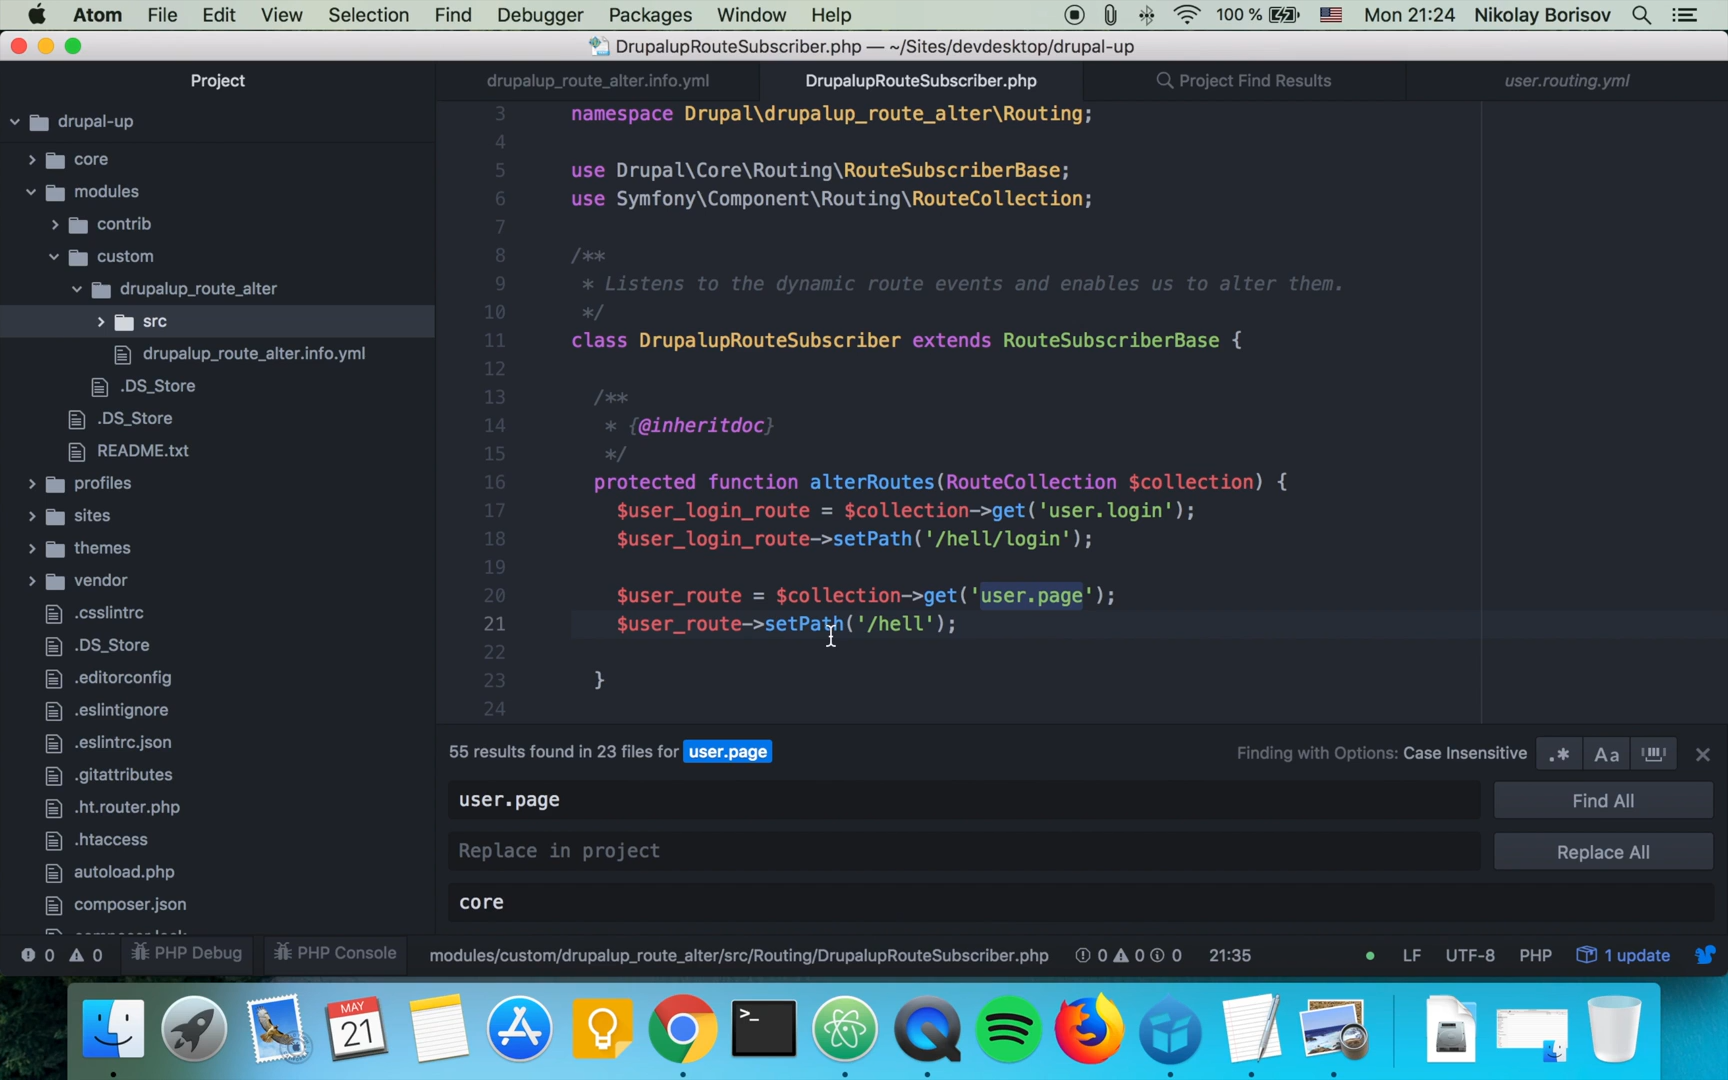 Atom File Edit View Selection Find Debugger Packages Window Help 100 % Mon 21:24 Nikolay Borisov
DrupalupRouteSubscriber.php — ~/Sites/devdesktop/drupal-up
Project
drupal-up
core
modules
contrib
custom
drupalup_route_alter
src
drupalup_route_alter.info.yml
.DS_Store
.DS_Store
README.txt
profiles
sites
themes
vendor
.csslintrc
.DS_Store
.editorconfig
.eslintignore
.eslintrc.json
.gitattributes
.ht.router.php
.htaccess
autoload.php
composer.json
drupalup_route_alter.info.yml DrupalupRouteSubscriber.php Project Find Results user.routing.yml
3 namespace Drupal\drupalup_route_alter\Routing;
4
5 use Drupal\Core\Routing\RouteSubscriberBase;
6 use Symfony\Component\Routing\RouteCollection;
7
8 /**
9 * Listens to the dynamic route events and enables us to alter them.
10 */
11 class DrupalupRouteSubscriber extends RouteSubscriberBase {
12
13 /**
14 * {@inheritdoc}
15 */
16 protected function alterRoutes(RouteCollection $collection) {
17 $user_login_route = $collection->get('user.login');
18 $user_login_route->setPath('/hell/login');
19
20 $user_route = $collection->get('user.page');
21 $user_route->setPath('/hell');
22
23 }
24
55 results found in 23 files for user.page Finding with Options: Case Insensitive .* Aa
user.page Find All
Replace in project Replace All
core
0 0 PHP Debug PHP Console modules/custom/drupalup_route_alter/src/Routing/DrupalupRouteSubscriber.php 0 0 0 21:35 LF UTF-8 PHP 1 update
MAY
21
>_